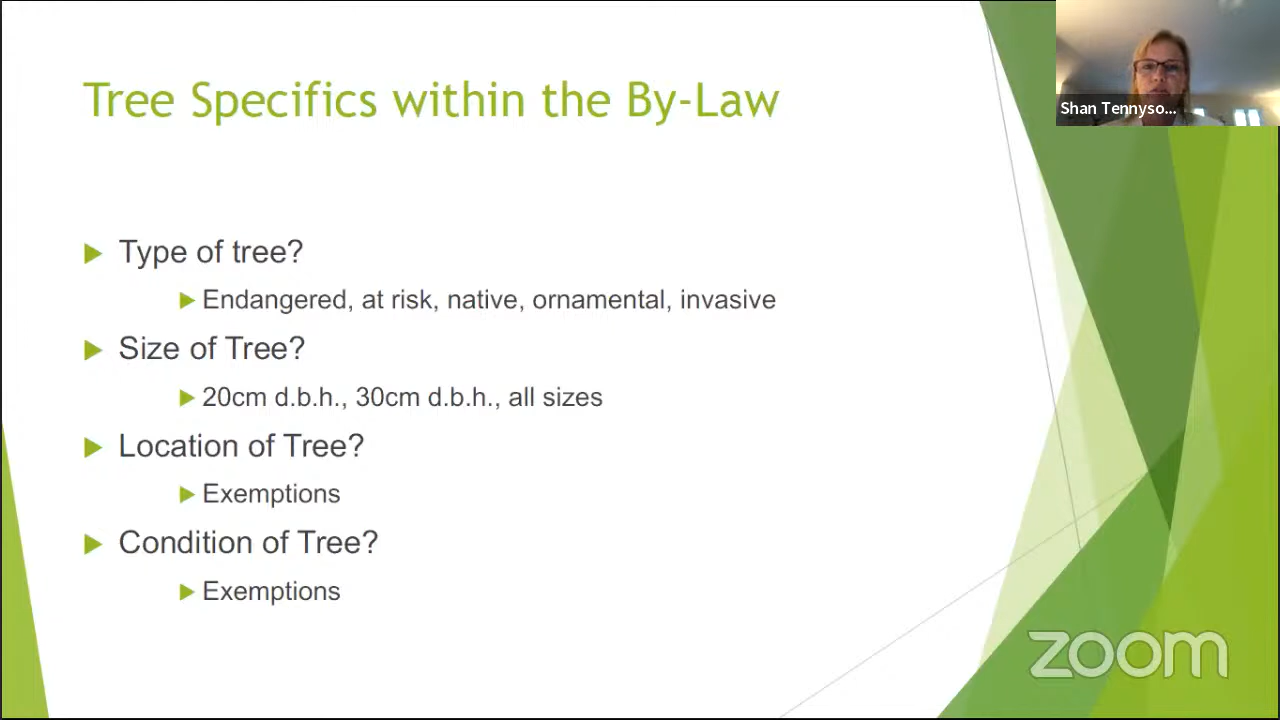 Tree Specifics within the By-Law
Shan Tennyso...
Type of tree?
Endangered, at risk, native, ornamental, invasive
Size of Tree?
20cm d.b.h., 30cm d.b.h., all sizes
Location of Tree?
Exemptions
Condition of Tree?
Exemptions
zoom